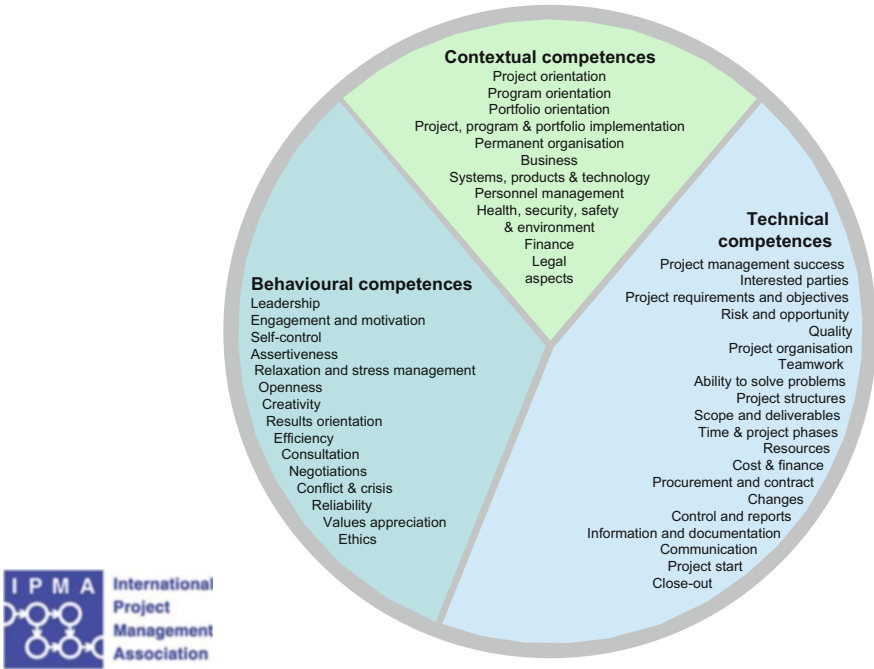 Contextual competences
Project orientation
Program orientation
Portfolio orientation
Project, program & portfolio implementation
Permanent organisation
Business
Systems, products & technology
Personnel management
Health, security, safety
& environment
Finance
Legal
aspects
Technical
competences
Project management success
Interested parties
Project requirements and objectives
Risk and opportunity
Quality
Project organisation
Teamwork
Ability to solve problems
Project structures
Scope and deliverables
Time & project phases
Resources
Cost & finance
Procurement and contract
Changes
Control and reports
Information and documentation
Communication
Project start
Close-out
Behavioural competences
Leadership
Engagement and motivation
Self-control
Assertiveness
Relaxation and stress management
Openness
Creativity
Results orientation
Efficiency
Consultation
Negotiations
Conflict & crisis
Reliability
Values appreciation
Ethics
IPMA
International
Project
Management
Association